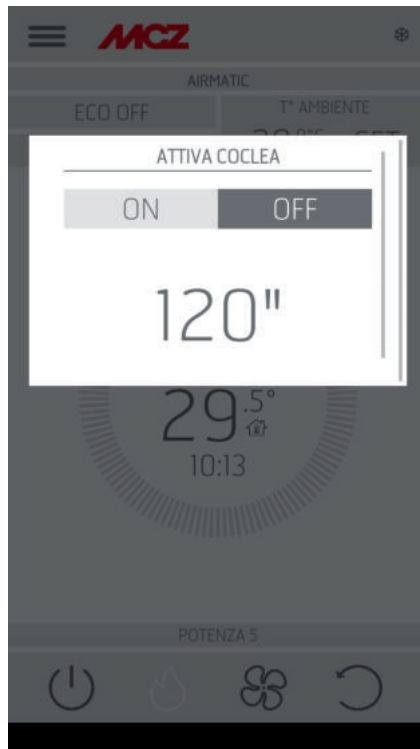 MCZ
AIRMATIC
ECO OFF
T° AMBIENTE
ATTIVA COCLEA
ON OFF
120"
29.5°
10:13
POTENZA 5